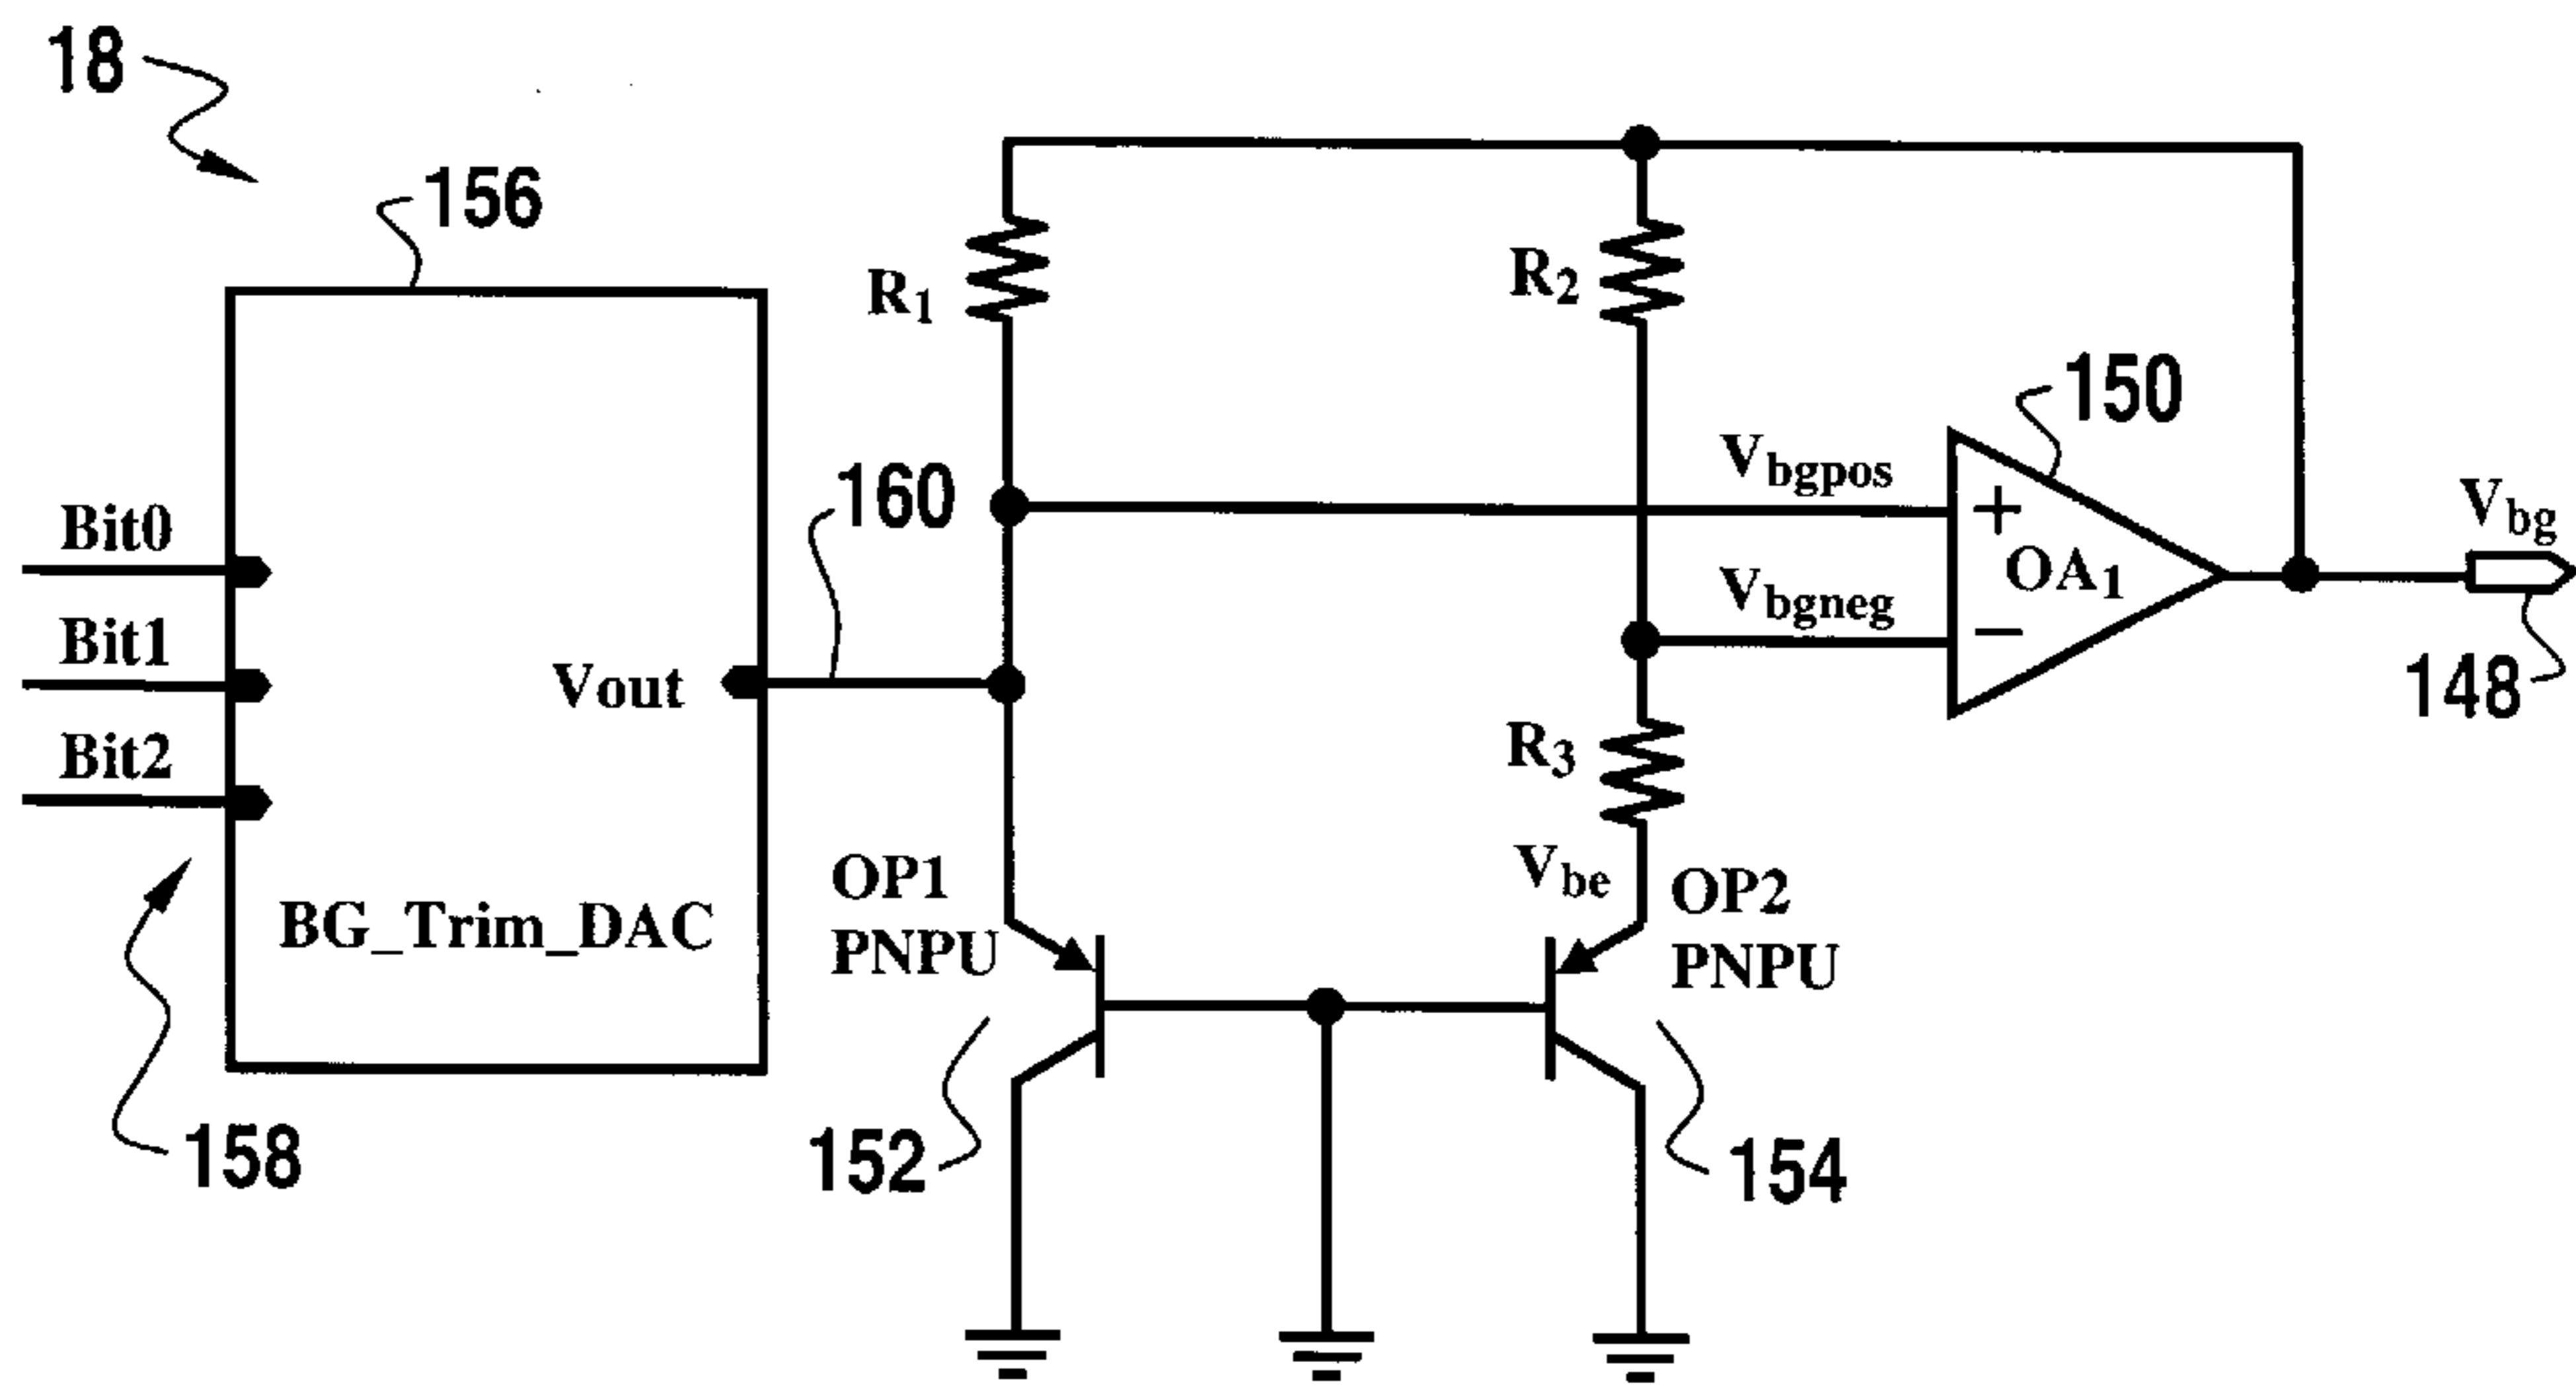 18
156
R1
R2
150
Vbgpos
160
Vbg
Bit0
+
OA1
Vbgneg
−
Bit1
Vout
148
R3
Bit2
Vbe
OP1
PNPU
OP2
PNPU
BG_Trim_DAC
158
152
154